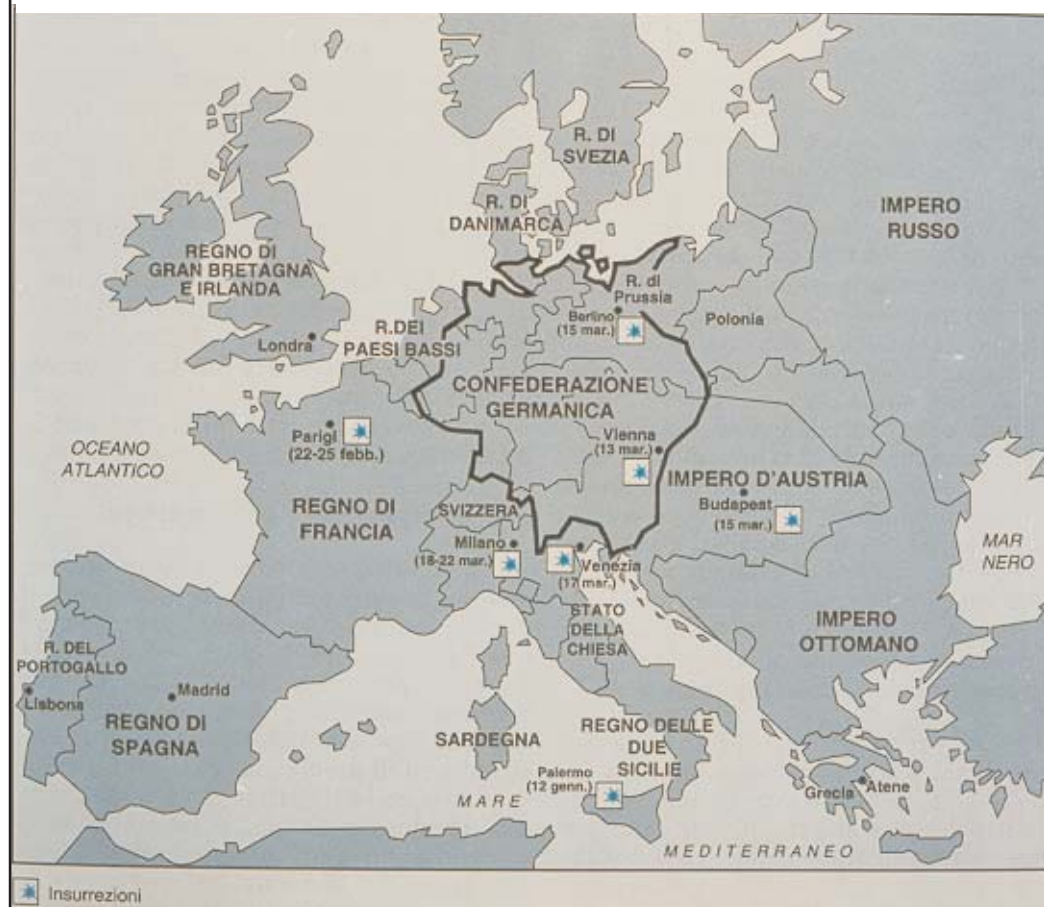 R. DI
SVEZIA
R. DI
DANIMARCA
IMPERO
RUSSO
REGNO DI
GRAN BRETAGNA
E IRLANDA
R. di
Prussia
Berlino
(15 mar.)
Polonia
Londra
R.DEI
PAESI BASSI
CONFEDERAZIONE
GERMANICA
Parigi
(22-25 febb.)
Vienna
(13 mar.)
OCEANO
ATLANTICO
IMPERO D'AUSTRIA
Budapest
(15 mar.)
REGNO DI
FRANCIA
SVIZZERA
Milano
(18-22 mar.)
Venezia
(17 mar.)
MAR
NERO
STATO
DELLA
CHIESA
IMPERO
OTTOMANO
R. DEL
PORTOGALLO
Lisbona
Madrid
REGNO DI
SPAGNA
SARDEGNA
REGNO DELLE
DUE
SICILIE
Palermo
(12 genn.)
Grecia
Atene
MARE
MEDITERRANEO
Insurrezioni